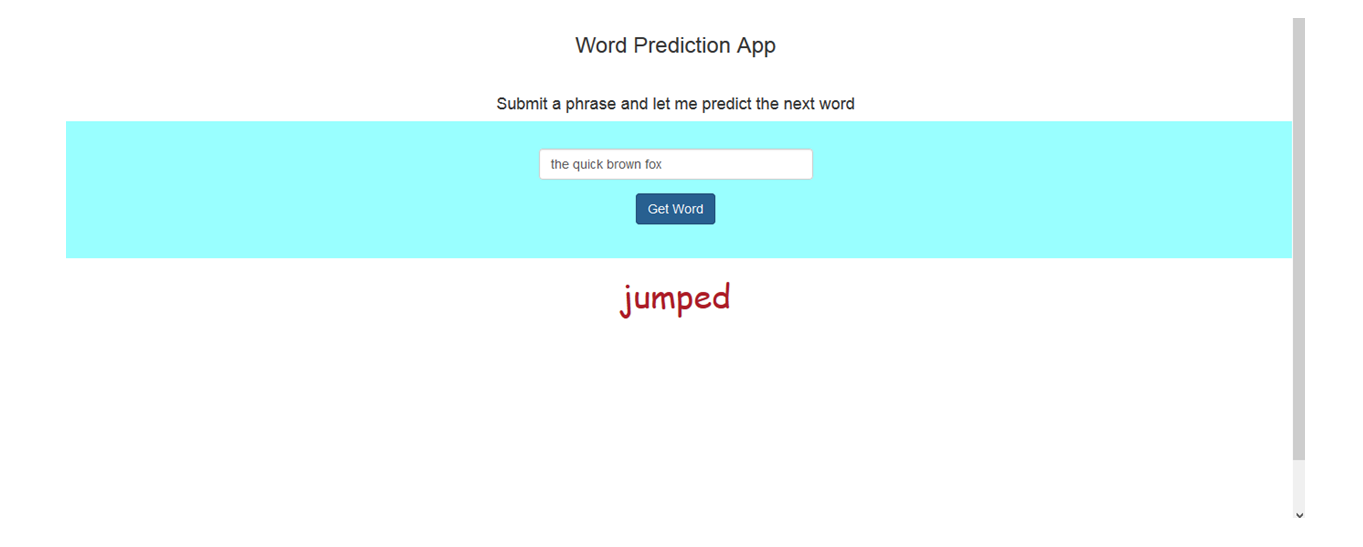 Word Prediction App
Submit a phrase and let me predict the next word
the quick brown fox
Get Word
jumped